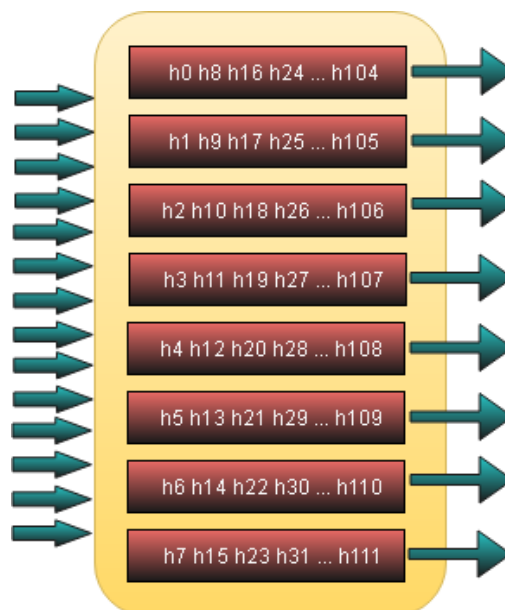 h0 h8 h16 h24 ... h104
h1 h9 h17 h25 ... h105
h2 h10 h18 h26 ... h106
h3 h11 h19 h27 ... h107
h4 h12 h20 h28 ... h108
h5 h13 h21 h29 ... h109
h6 h14 h22 h30 ... h110
h7 h15 h23 h31 ... h111